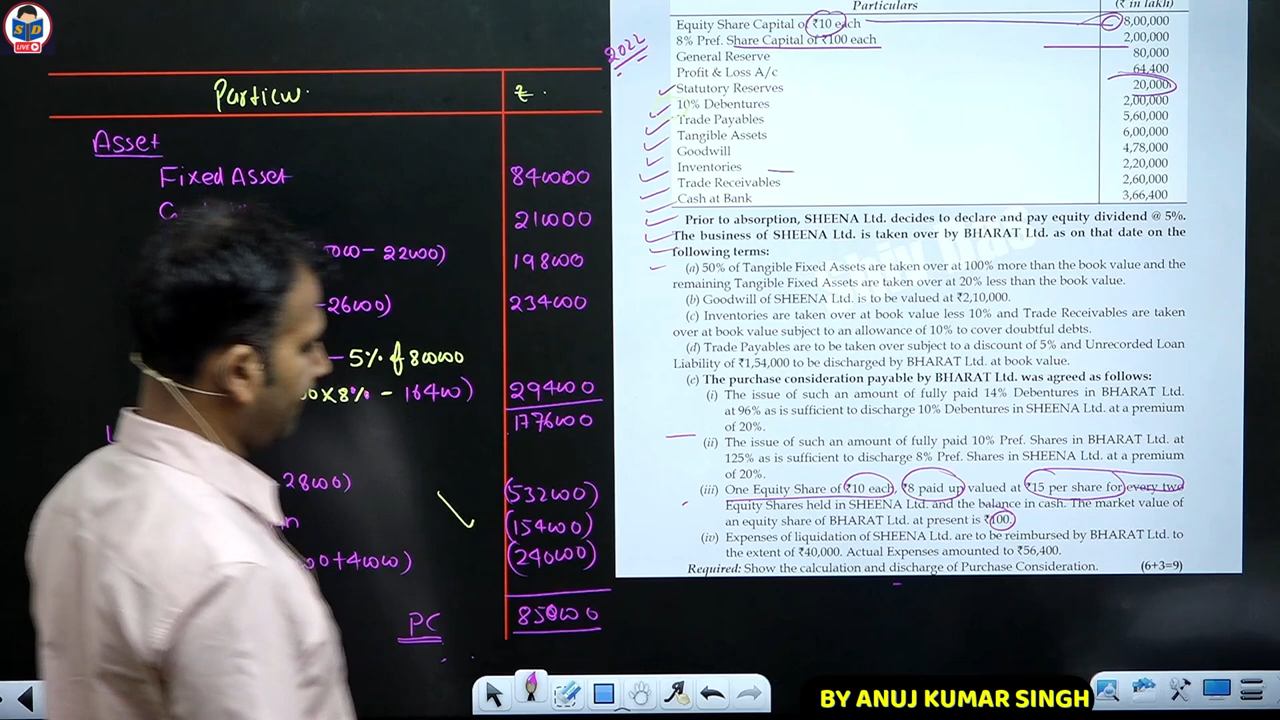 S D
LIVE
Particu.
₹.
Asset
Fixed Asset
840000
210000
000 - 22000)
198000
-26000)
234000
- 5% of 800000
00 x 8% - 16400)
294000
1776000
-28000)
(532000)
(154000)
00+40000)
(240000)
PC
850000
2022
Particulars
(₹ in lakh)
Equity Share Capital of ₹10 each
8,00,000
8% Pref. Share Capital of ₹100 each
2,00,000
General Reserve
80,000
Profit & Loss A/c
64,400
Statutory Reserves
20,000
10% Debentures
2,00,000
Trade Payables
5,60,000
Tangible Assets
6,00,000
Goodwill
4,78,000
Inventories
2,20,000
Trade Receivables
2,60,000
Cash at Bank
3,66,400
Prior to absorption, SHEENA Ltd. decides to declare and pay equity dividend @ 5%.
The business of SHEENA Ltd. is taken over by BHARAT Ltd. as on that date on the
following terms:
(a) 50% of Tangible Fixed Assets are taken over at 100% more than the book value and the
remaining Tangible Fixed Assets are taken over at 20% less than the book value.
(b) Goodwill of SHEENA Ltd. is to be valued at ₹2,10,000.
(c) Inventories are taken over at book value less 10% and Trade Receivables are taken
over at book value subject to an allowance of 10% to cover doubtful debts.
(d) Trade Payables are to be taken over subject to a discount of 5% and Unrecorded Loan
Liability of ₹1,54,000 to be discharged by BHARAT Ltd. at book value.
(e) The purchase consideration payable by BHARAT Ltd. was agreed as follows:
(i) The issue of such an amount of fully paid 14% Debentures in BHARAT Ltd.
at 96% as is sufficient to discharge 10% Debentures in SHEENA Ltd. at a premium
of 20%.
(ii) The issue of such an amount of fully paid 10% Pref. Shares in BHARAT Ltd. at
125% as is sufficient to discharge 8% Pref. Shares in SHEENA Ltd. at a premium
of 20%.
(iii) One Equity Share of ₹10 each, ₹8 paid up valued at ₹15 per share for every two
Equity Shares held in SHEENA Ltd. and the balance in cash. The market value of
an equity share of BHARAT Ltd. at present is ₹100.
(iv) Expenses of liquidation of SHEENA Ltd. are to be reimbursed by BHARAT Ltd. to
the extent of ₹40,000. Actual Expenses amounted to ₹56,400.
Required: Show the calculation and discharge of Purchase Consideration. (6+3=9)
BY ANUJ KUMAR SINGH